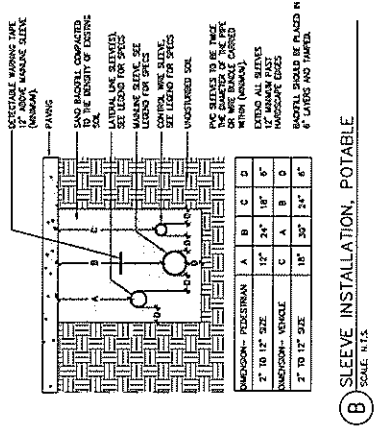 DETECTABLE WARNING TAPE
12" ABOVE MAINLINE SLEEVE
(MINIMUM).
PAVING
SAND BACKFILL COMPACTED
TO THE DENSITY OF EXISTING
SOIL
LATERAL LINE SLEEVE(S),
SEE LEGEND FOR SPECS
MAINLINE SLEEVE, SEE
LEGEND FOR SPECS
CONTROL WIRE SLEEVE,
SEE LEGEND FOR SPECS
UNDISTURBED SOIL
PVC SLEEVES TO BE TWICE
THE DIAMETER OF THE PIPE
OR WIRE BUNDLE CARRIED
WITHIN (MINIMUM).
EXTEND ALL SLEEVES
12" MINIMUM PAST
HARDSCAPE EDGES
BACKFILL SHOULD BE PLACED IN
6" LAYERS AND TAMPED.
A
B
C
D
D
D
D
DIMENSION- PEDESTRIAN A B C D
2" TO 12" SIZE 12" 24" 18" 6"
DIMENSION- VEHICLE C A B D
2" TO 12" SIZE 18" 30" 24" 6"
B SLEEVE INSTALLATION, POTABLE
SCALE: N.T.S.